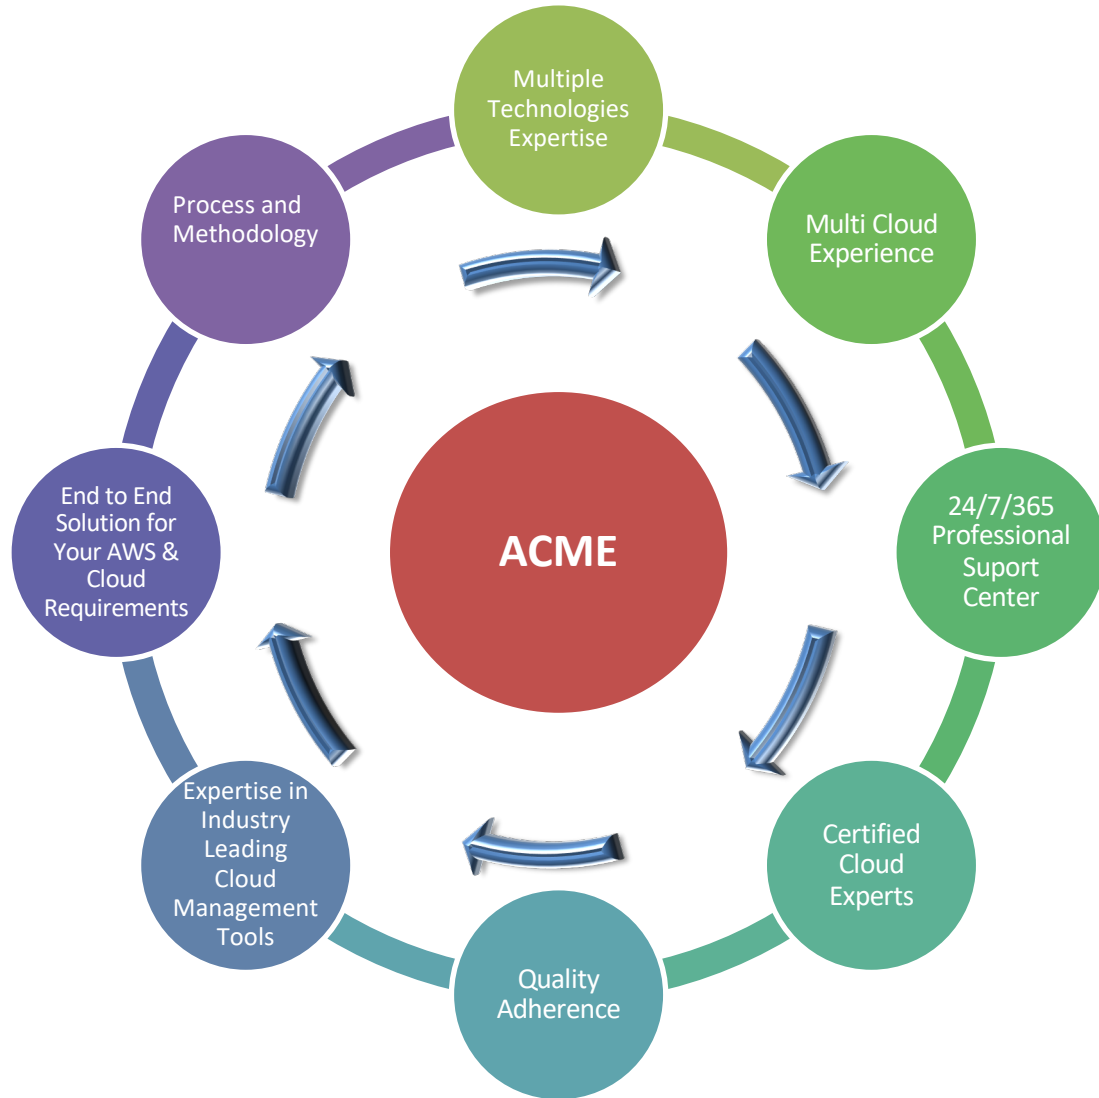 Multiple
Technologies
Expertise
Multi Cloud
Experience
24/7/365
Professional
Suport
Center
Certified
Cloud
Experts
Quality
Adherence
Expertise in
Industry
Leading
Cloud
Management
Tools
End to End
Solution for
Your AWS &
Cloud
Requirements
Process and
Methodology
ACME